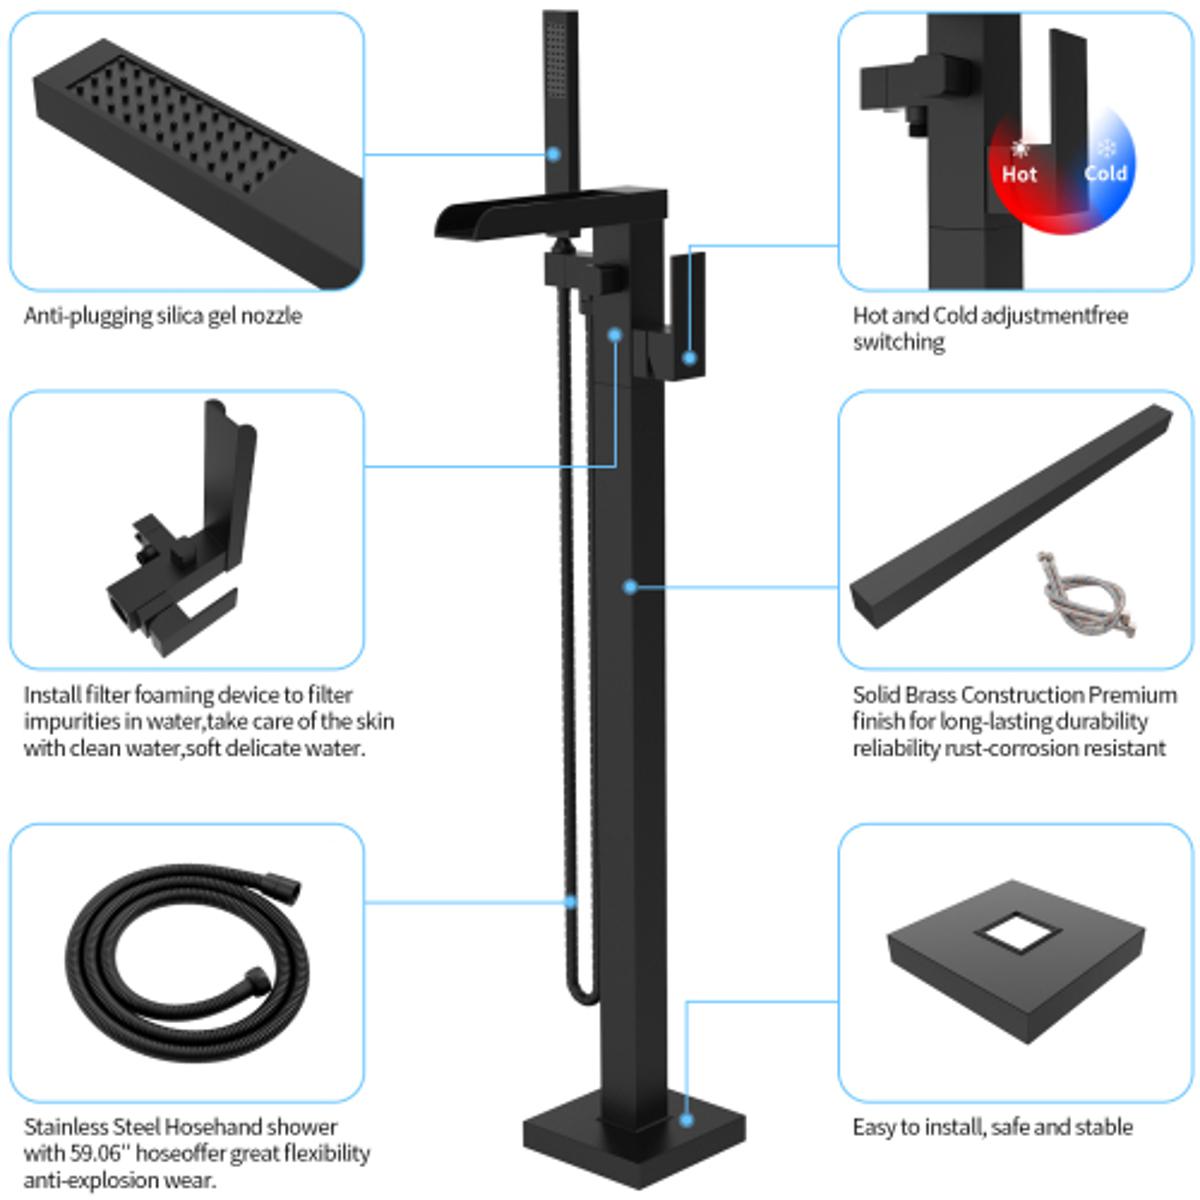 Anti-plugging silica gel nozzle
Hot
Cold
Hot and Cold adjustmentfree
switching
Install filter foaming device to filter
impurities in water,take care of the skin
with clean water,soft delicate water.
Solid Brass Construction Premium
finish for long-lasting durability
reliability rust-corrosion resistant
Stainless Steel Hosehand shower
with 59.06'' hoseoffer great flexibility
anti-explosion wear.
Easy to install, safe and stable